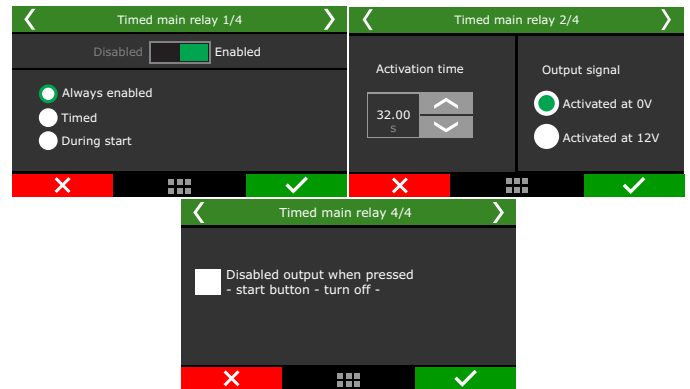 Timed main relay 1/4
Disabled
Enabled
Always enabled
Timed
During start
Timed main relay 2/4
Activation time
32.00
s
Output signal
Activated at 0V
Activated at 12V
Timed main relay 4/4
Disabled output when pressed
- start button - turn off -